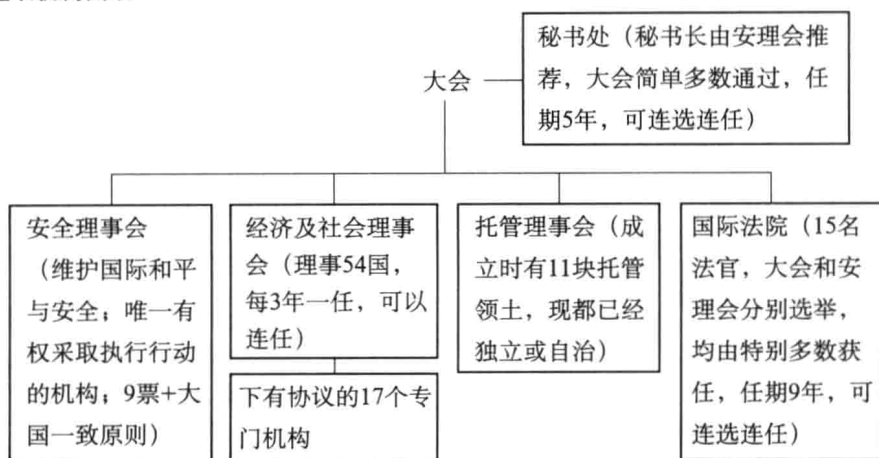 大会
秘书处（秘书长由安理会推
荐，大会简单多数通过，任
期5年，可连选连任）
安全理事会
（维护国际和平
与安全；唯一有
权采取执行行动
的机构；9票+大
国一致原则）
经济及社会理事
会（理事54国，
每3年一任，可以
连任）
下有协议的17个专
门机构
托管理事会（成
立时有11块托管
领土，现都已经
独立或自治）
国际法院（15名
法官，大会和安
理会分别选举，
均由特别多数获
任，任期9年，可
连选连任）